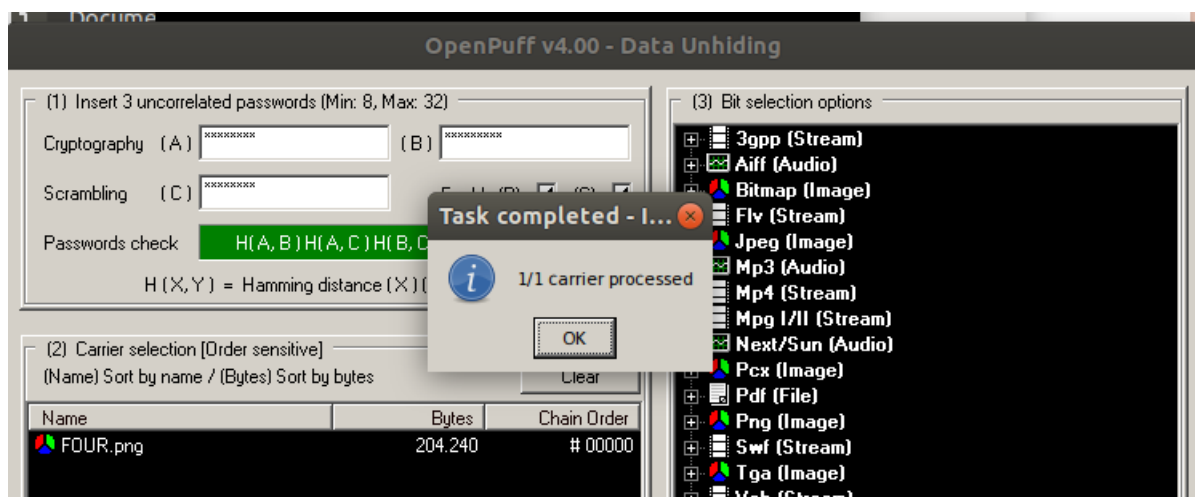 Docume
OpenPuff v4.00 - Data Unhiding
(1) Insert 3 uncorrelated passwords (Min: 8, Max: 32)
Cryptography (A) ******** (B) *********
Scrambling (C) ********
(B) (C)
Passwords check H(A, B) H(A, C) H(B, C
H (X, Y) = Hamming distance (X)(
(2) Carrier selection [Order sensitive]
(Name) Sort by name / (Bytes) Sort by bytes
Clear
Name Bytes Chain Order
FOUR.png 204.240 # 00000
Task completed - I...
1/1 carrier processed
OK
(3) Bit selection options
3gpp (Stream)
Aiff (Audio)
Bitmap (Image)
Flv (Stream)
Jpeg (Image)
Mp3 (Audio)
Mp4 (Stream)
Mpg I/II (Stream)
Next/Sun (Audio)
Pcx (Image)
Pdf (File)
Png (Image)
Swf (Stream)
Tga (Image)